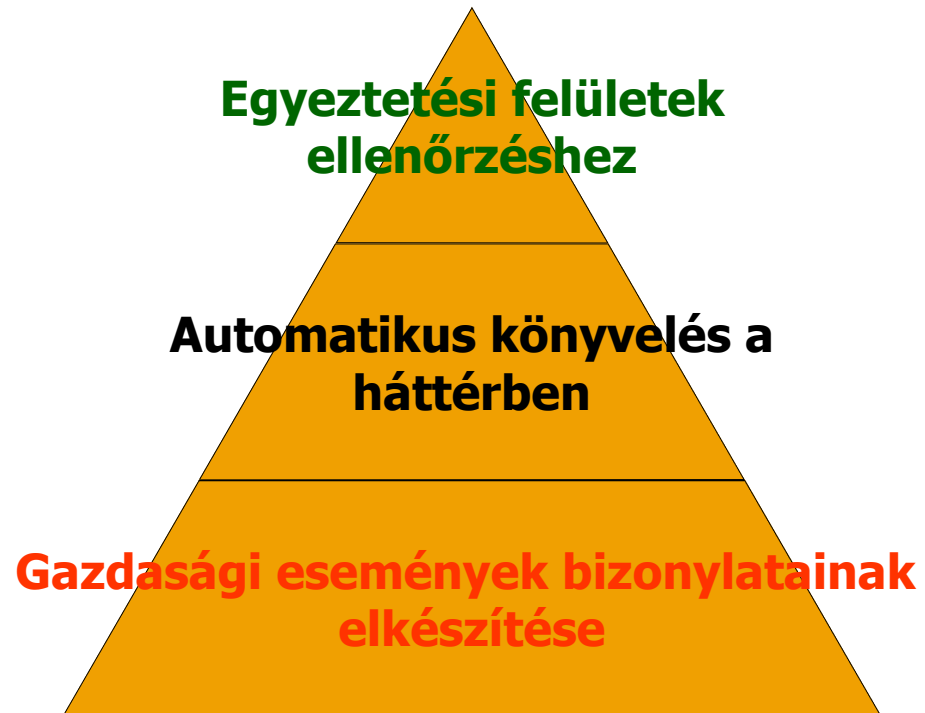 Egyeztetési felületek
ellenőrzéshez
Automatikus könyvelés a
háttérben
Gazdasági események bizonylatainak
elkészítése